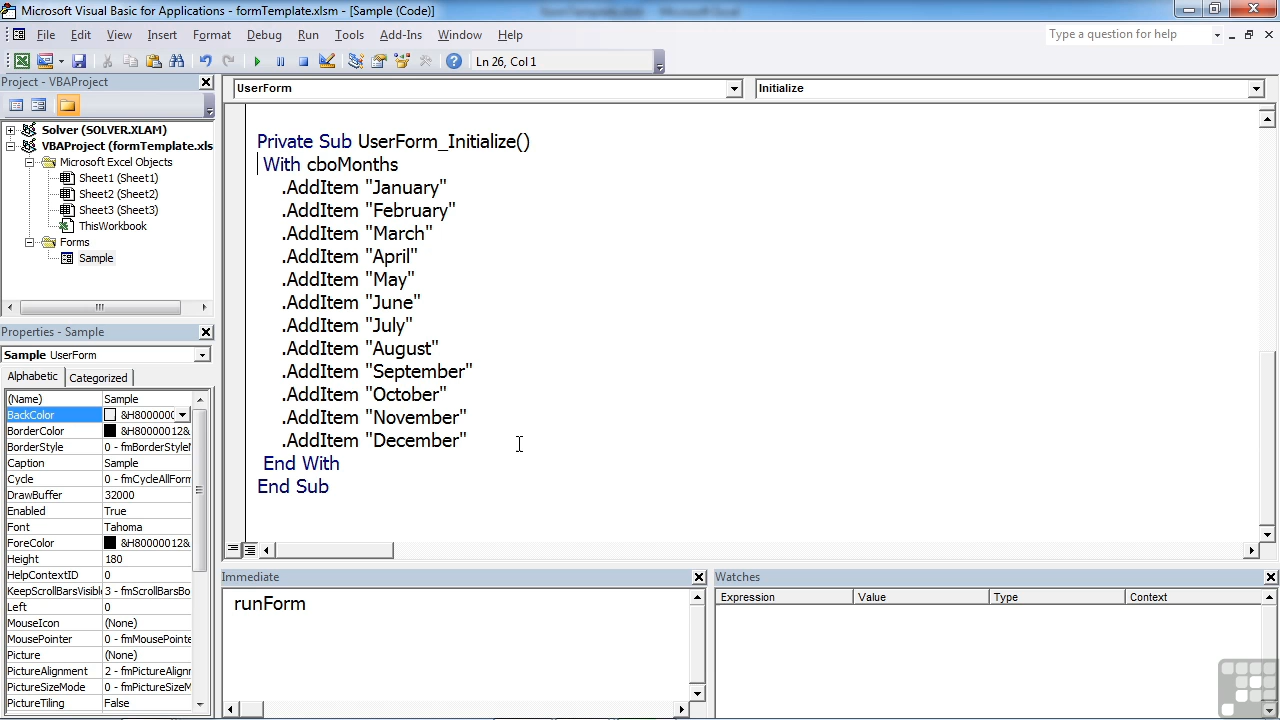 Microsoft Visual Basic for Applications - formTemplate.xlsm - [Sample (Code)]
File Edit View Insert Format Debug Run Tools Add-Ins Window Help
Type a question for help
Ln 26, Col 1
Project - VBAProject
UserForm
Initialize
Solver (SOLVER.XLAM)
VBAProject (formTemplate.xls
Microsoft Excel Objects
Sheet1 (Sheet1)
Sheet2 (Sheet2)
Sheet3 (Sheet3)
ThisWorkbook
Forms
Sample
Private Sub UserForm_Initialize()
With cboMonths
.AddItem "January"
.AddItem "February"
.AddItem "March"
.AddItem "April"
.AddItem "May"
.AddItem "June"
.AddItem "July"
.AddItem "August"
.AddItem "September"
.AddItem "October"
.AddItem "November"
.AddItem "December"
End With
End Sub
Properties - Sample
Sample UserForm
Alphabetic Categorized
(Name) Sample
BackColor &H8000000
BorderColor &H80000012&
BorderStyle 0 - fmBorderStyleN
Caption Sample
Cycle 0 - fmCycleAllForm
DrawBuffer 32000
Enabled True
Font Tahoma
ForeColor &H80000012&
Height 180
HelpContextID 0
KeepScrollBarsVisibl 3 - fmScrollBarsBo
Left 0
MouseIcon (None)
MousePointer 0 - fmMousePointe
Picture (None)
PictureAlignment 2 - fmPictureAlignr
PictureSizeMode 0 - fmPictureSizeM
PictureTiling False
Immediate
runForm
Watches
Expression Value Type Context